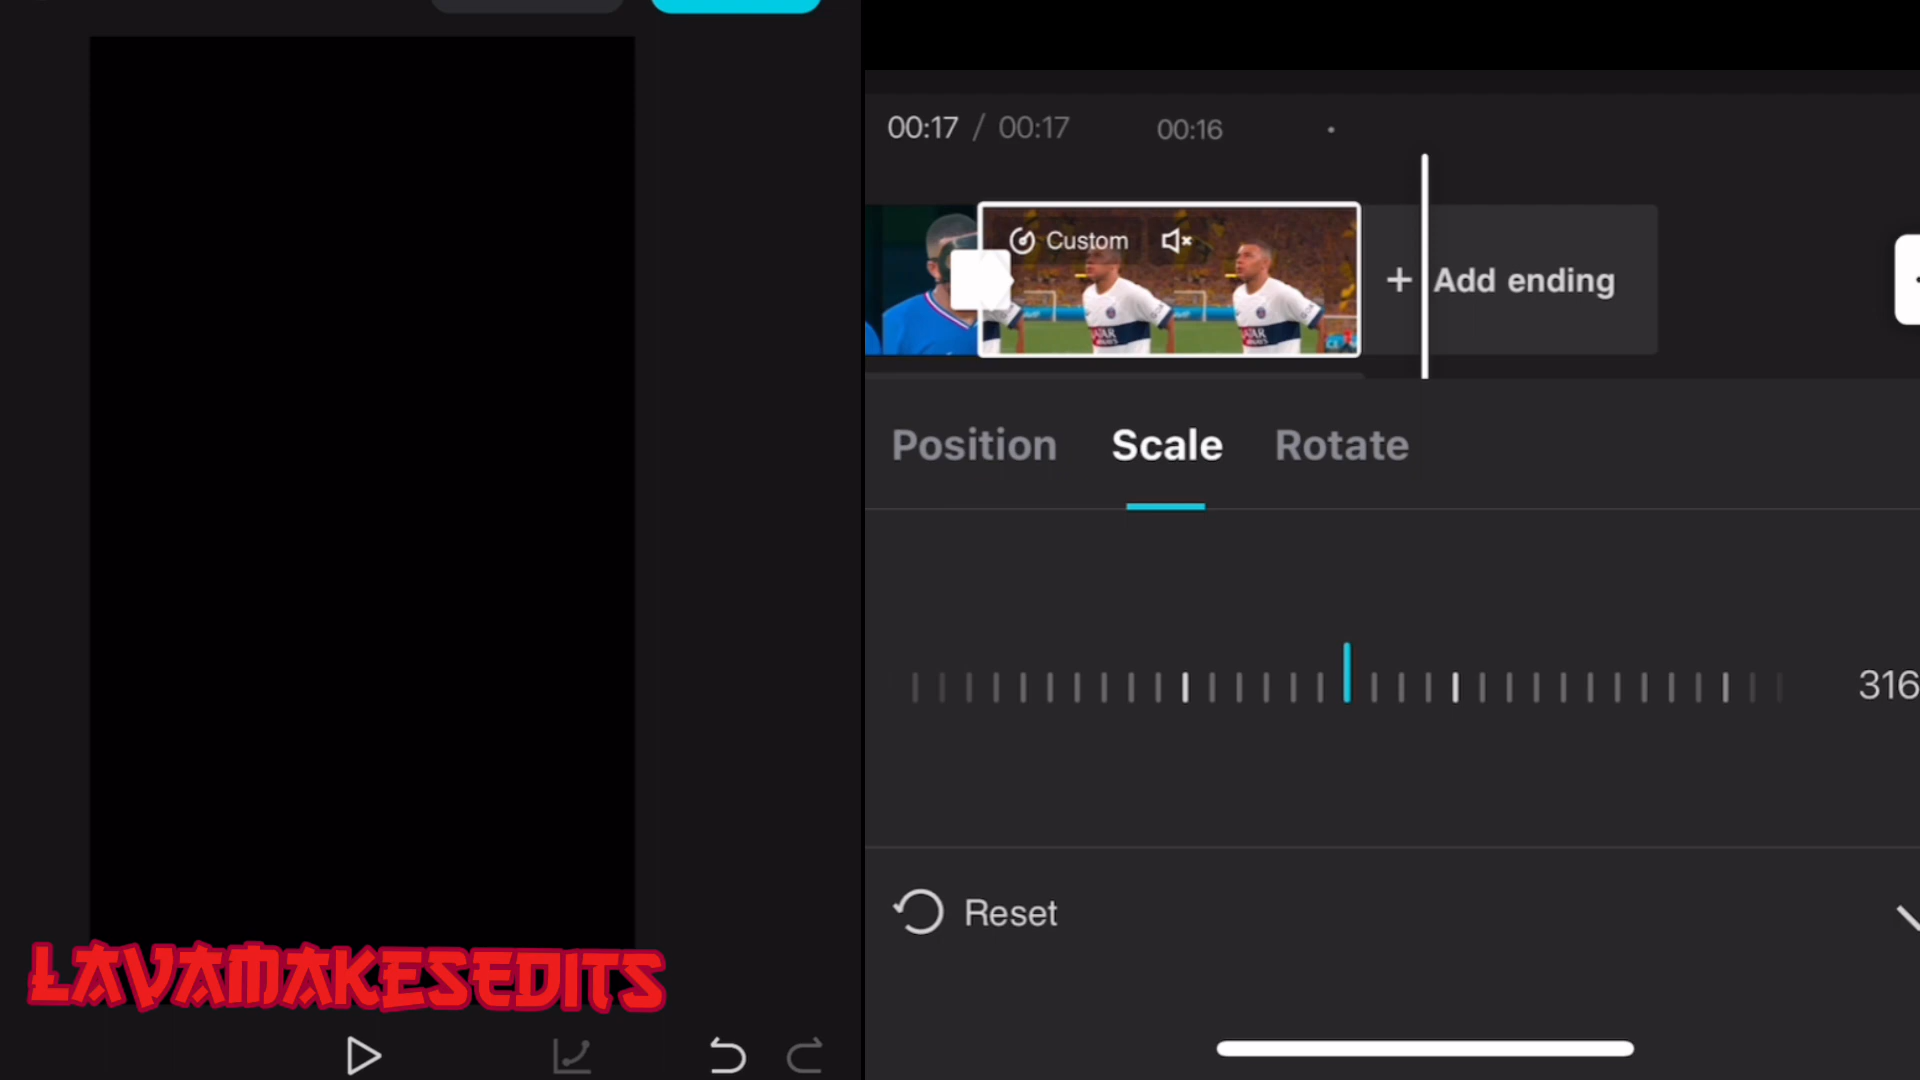 00:17 / 00:17 00:16
Custom
+ Add ending
Position Scale Rotate
316
Reset
LAVAMAKESEDITS